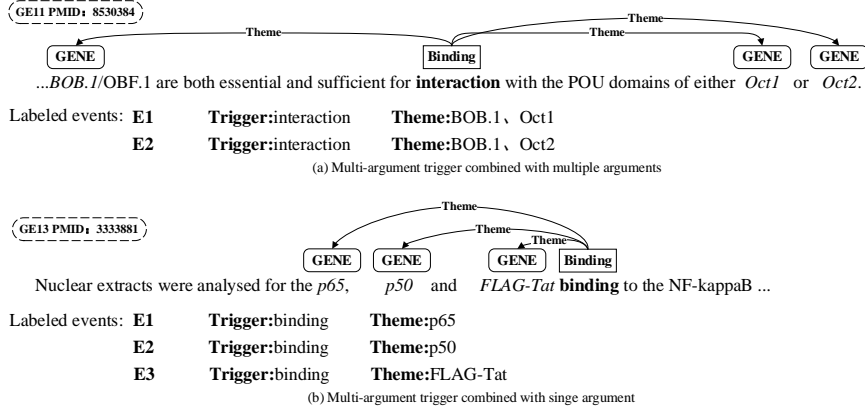 GE11 PMID：8530384
Theme
Theme
Theme
GENE Binding GENE GENE
...BOB.1/OBF.1 are both essential and sufficient for interaction with the POU domains of either Oct1 or Oct2.
Labeled events: E1 Trigger:interaction Theme:BOB.1、Oct1
E2 Trigger:interaction Theme:BOB.1、Oct2
(a) Multi-argument trigger combined with multiple arguments
Theme
GE13 PMID：3333881
Theme
Theme
GENE GENE GENE Binding
Nuclear extracts were analysed for the p65, p50 and FLAG-Tat binding to the NF-kappaB ...
Labeled events: E1 Trigger:binding Theme:p65
E2 Trigger:binding Theme:p50
E3 Trigger:binding Theme:FLAG-Tat
(b) Multi-argument trigger combined with singe argument